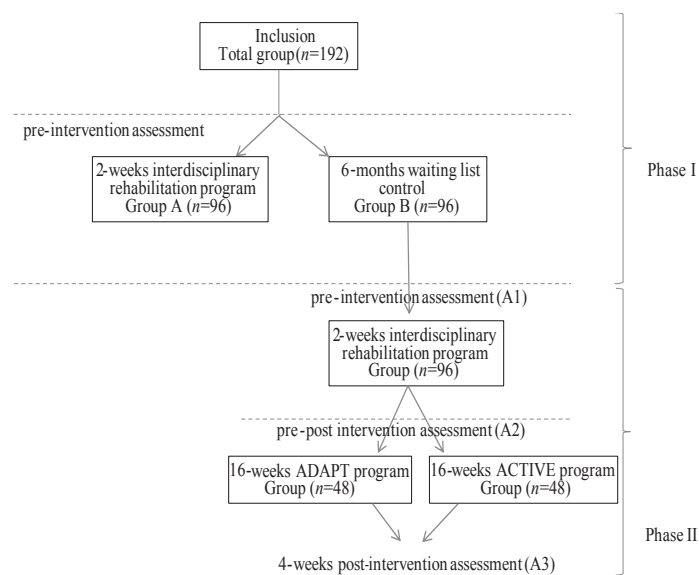 Inclusion
Total group (n=192)
pre-intervention assessment
2-weeks interdisciplinary
rehabilitation program
Group A (n=96)
6-months waiting list
control
Group B (n=96)
Phase I
pre-intervention assessment (A1)
2-weeks interdisciplinary
rehabilitation program
Group (n=96)
pre-post intervention assessment (A2)
16-weeks ADAPT program
Group (n=48)
16-weeks ACTIVE program
Group (n=48)
Phase II
4-weeks post-intervention assessment (A3)